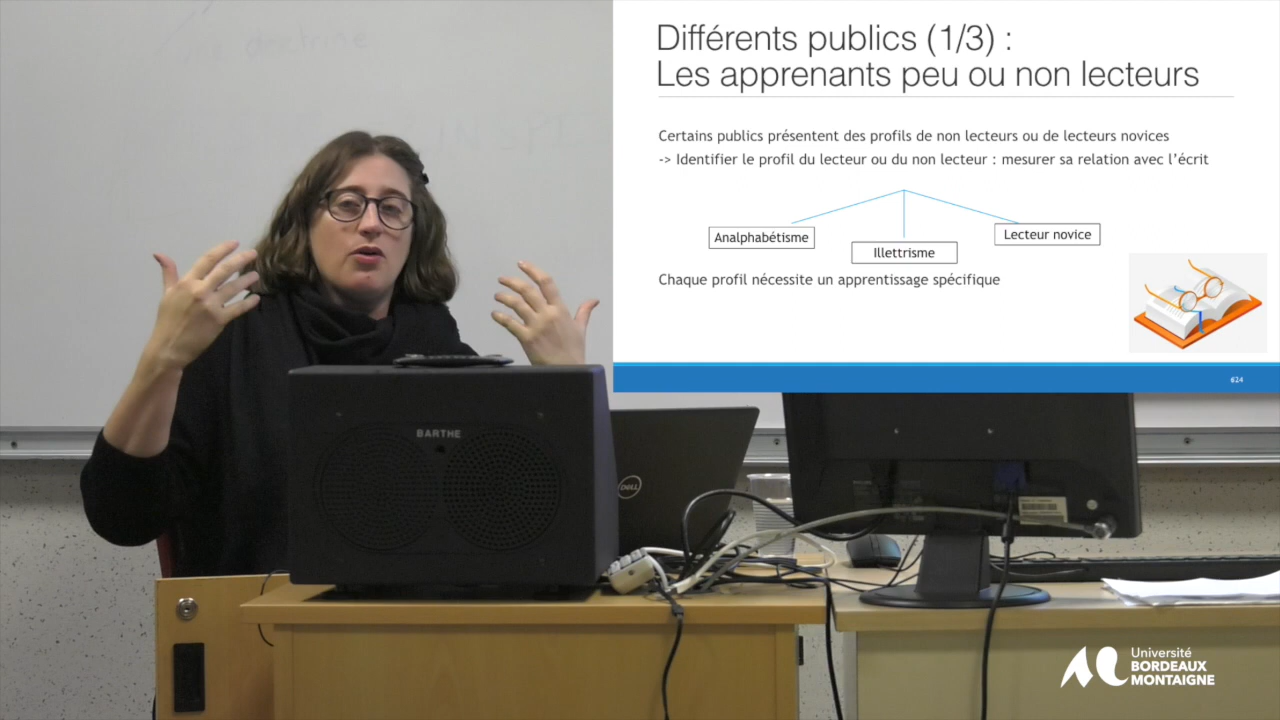 Différents publics (1/3) :
Les apprenants peu ou non lecteurs
Certains publics présentent des profils de non lecteurs ou de lecteurs novices
-> Identifier le profil du lecteur ou du non lecteur : mesurer sa relation avec l'écrit
Analphabétisme
Illettrisme
Lecteur novice
Chaque profil nécessite un apprentissage spécifique
624
doctrine
BARTHE
DELL
Université
BORDEAUX
MONTAIGNE